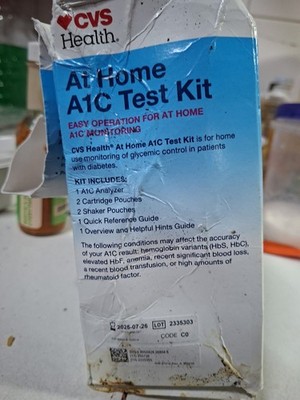 CVS
Health®
At Home
A1C Test Kit
EASY OPERATION FOR AT HOME
A1C MONITORING
CVS Health® At Home A1C Test Kit is for home
use monitoring of glycemic control in patients
with diabetes.
KIT INCLUDES:
1 A1C Analyzer
2 Cartridge Pouches
2 Shaker Pouches
1 Quick Reference Guide
1 Overview and Helpful Hints Guide
The following conditions may affect the accuracy
of your A1C result: hemoglobin variants (HbS, HbC),
elevated HbF, anemia, recent significant blood loss,
a recent blood transfusion, or high amounts of
rheumatoid factor.
2025-07-26 LOT 2335303
CODE CB